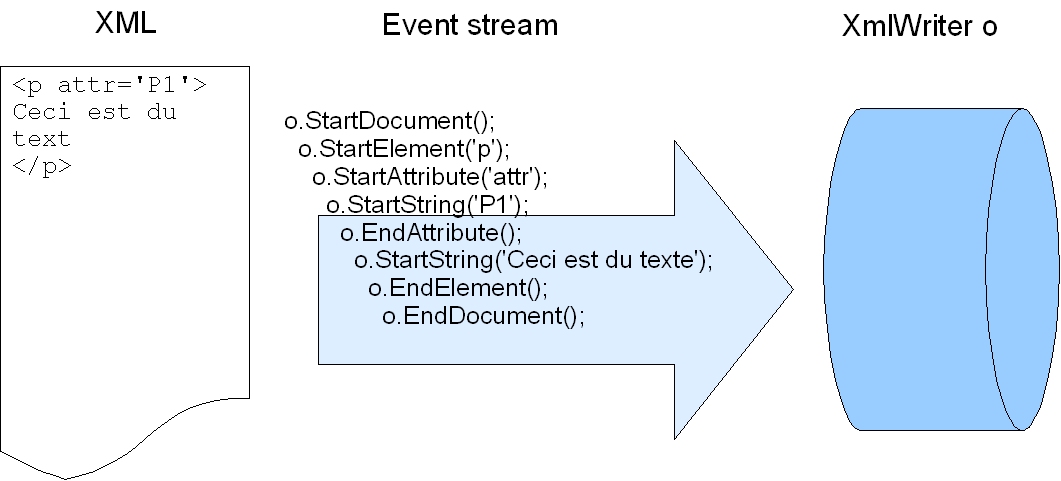 XML
Event stream
XmlWriter o
<p attr='P1'>
Ceci est du
text
</p>
o.StartDocument();
o.StartElement('p');
o.StartAttribute('attr');
o.StartString('P1');
o.EndAttribute();
o.StartString('Ceci est du texte');
o.EndElement();
o.EndDocument();